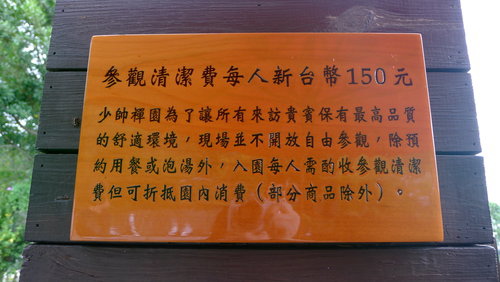 參觀清潔費每人新台幣150元
少帥禪園為了讓所有來訪貴賓保有最高品質
的舒適環境，現場並不開放自由參觀，除預
約用餐或泡湯外，入園每人需酌收參觀清潔
費但可折抵園內消費（部分商品除外）。